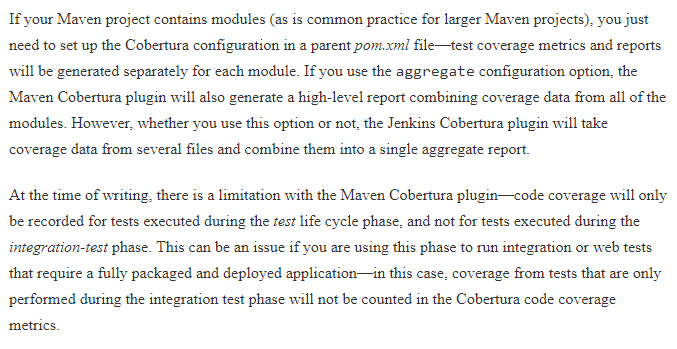 If your Maven project contains modules (as is common practice for larger Maven projects), you just
need to set up the Cobertura configuration in a parent pom.xml file—test coverage metrics and reports
will be generated separately for each module. If you use the aggregate configuration option, the
Maven Cobertura plugin will also generate a high-level report combining coverage data from all of the
modules. However, whether you use this option or not, the Jenkins Cobertura plugin will take
coverage data from several files and combine them into a single aggregate report.
At the time of writing, there is a limitation with the Maven Cobertura plugin—code coverage will only
be recorded for tests executed during the test life cycle phase, and not for tests executed during the
integration-test phase. This can be an issue if you are using this phase to run integration or web tests
that require a fully packaged and deployed application—in this case, coverage from tests that are only
performed during the integration test phase will not be counted in the Cobertura code coverage
metrics.